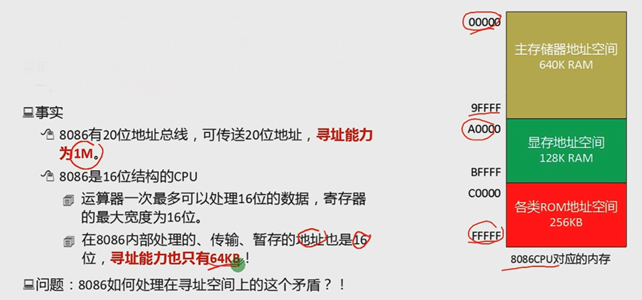 事实
8086有20位地址总线，可传送20位地址，寻址能力
为1M。
8086是16位结构的CPU
运算器一次最多可以处理16位的数据，寄存器
的最大宽度为16位。
在8086内部处理的、传输、暂存的地址也是16
位，寻址能力也只有64KB！
问题：8086如何处理在寻址空间上的这个矛盾？！
00000
主存储器地址空间
640K RAM
9FFFF
A0000
显存地址空间
128K RAM
BFFFF
C0000
各类ROM地址空间
256KB
FFFFF
8086CPU对应的内存